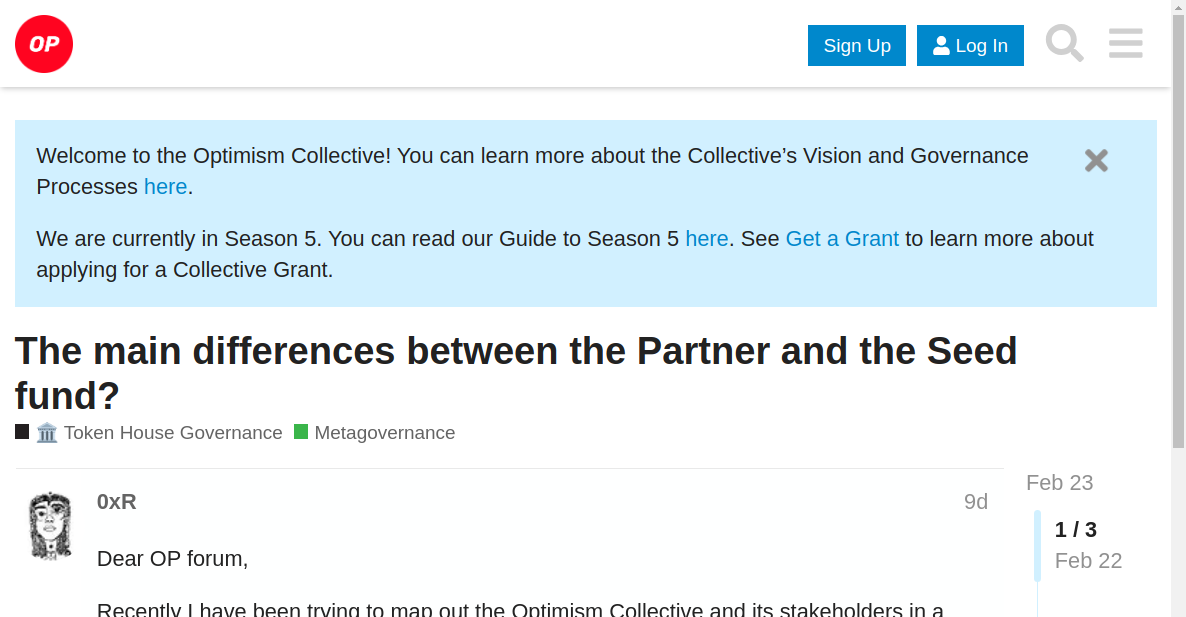 OP
Sign Up
Log In
Welcome to the Optimism Collective! You can learn more about the Collective’s Vision and Governance
Processes here.
We are currently in Season 5. You can read our Guide to Season 5 here. See Get a Grant to learn more about
applying for a Collective Grant.
The main differences between the Partner and the Seed
fund?
Token House Governance
Metagovernance
0xR
9d
Feb 23
1 / 3
Feb 22
Dear OP forum,
Recently I have been trying to map out the Optimism Collective and its stakeholders in a